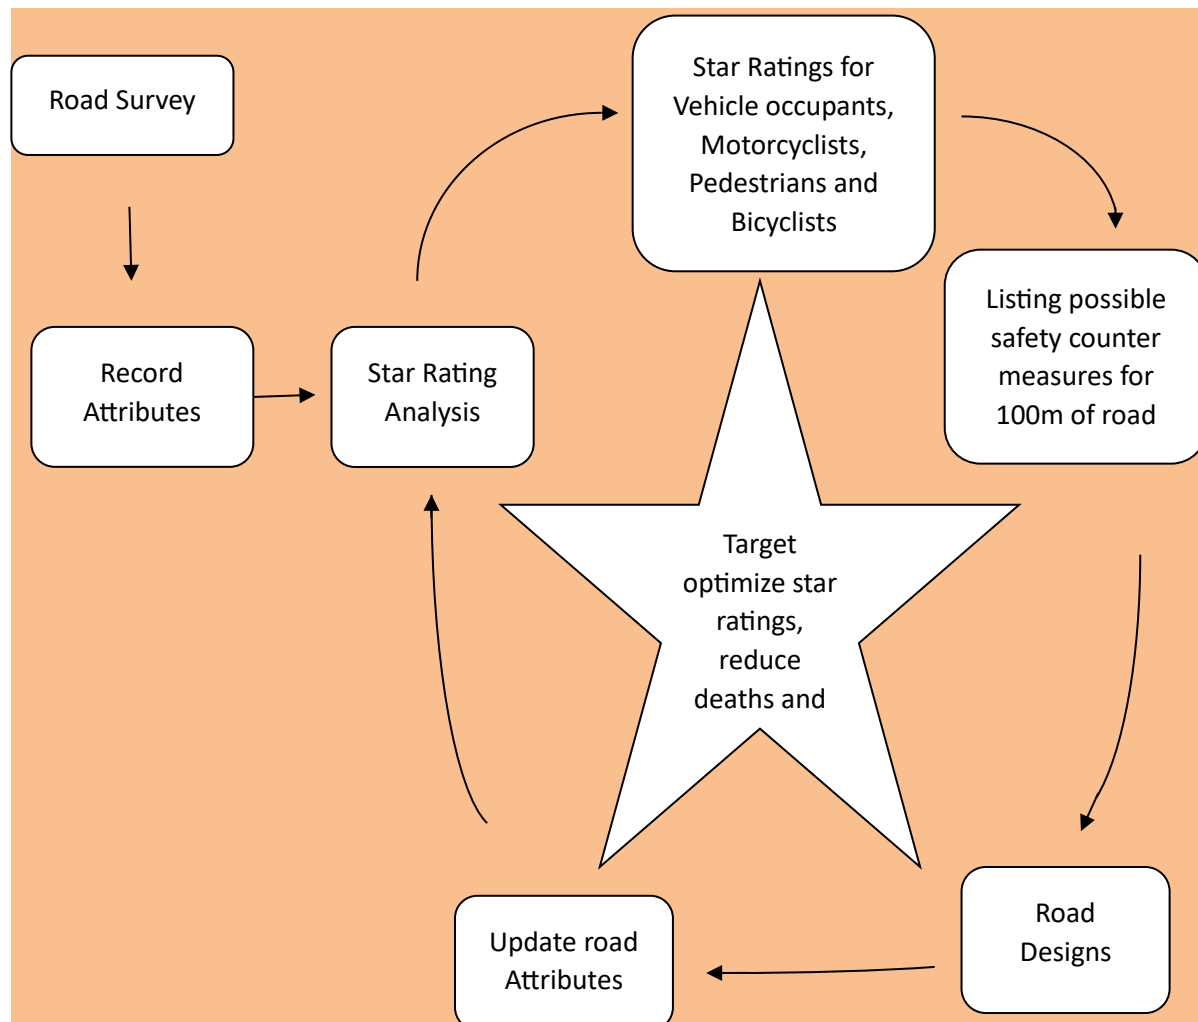 Road Survey
Star Ratings for
Vehicle occupants,
Motorcyclists,
Pedestrians and
Bicyclists
Record
Attributes
Star Rating
Analysis
Listing possible
safety counter
measures for
100m of road
Target
optimize star
ratings,
reduce
deaths and
Road
Designs
Update road
Attributes